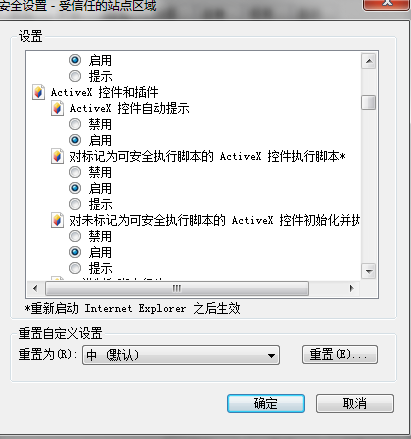 安全设置 - 受信任的站点区域
设置
启用
提示
ActiveX 控件和插件
ActiveX 控件自动提示
禁用
启用
对标记为可安全执行脚本的 ActiveX 控件执行脚本*
禁用
启用
提示
对未标记为可安全执行脚本的 ActiveX 控件初始化并执
禁用
启用
提示
*重新启动 Internet Explorer 之后生效
重置自定义设置
重置为(R): 中 (默认) 重置(E)...
确定 取消